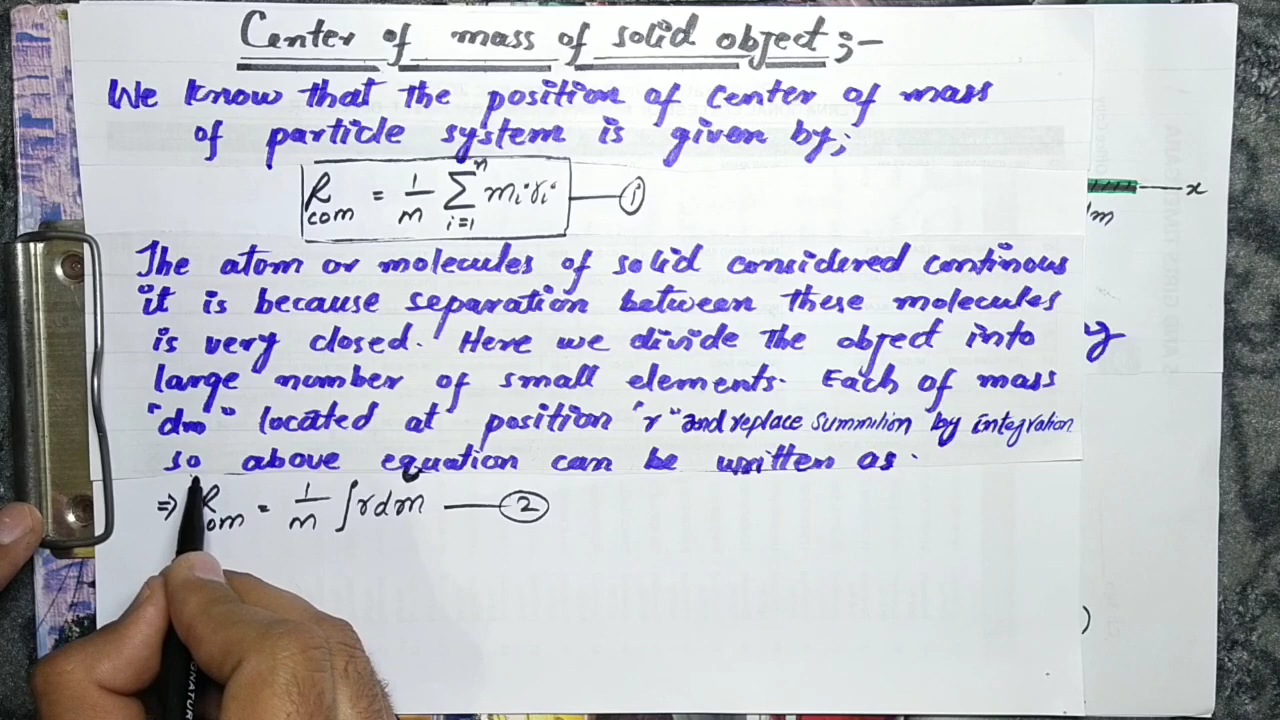 Center of mass of solid object;-
We know that the position of center of mass
of particle system is given by;
R com = 1/m ∑ i=1 n mi ri — ①
x
m
The atom or molecules of solid considered continous
it is because separation between these molecules
is very closed. Here we divide the object into
y
large number of small elements. Each of mass
"dm" located at position "r" and replace summition by integration
so above equation can be written as.
⇒ R om = 1/m ∫ r dm — ②
)